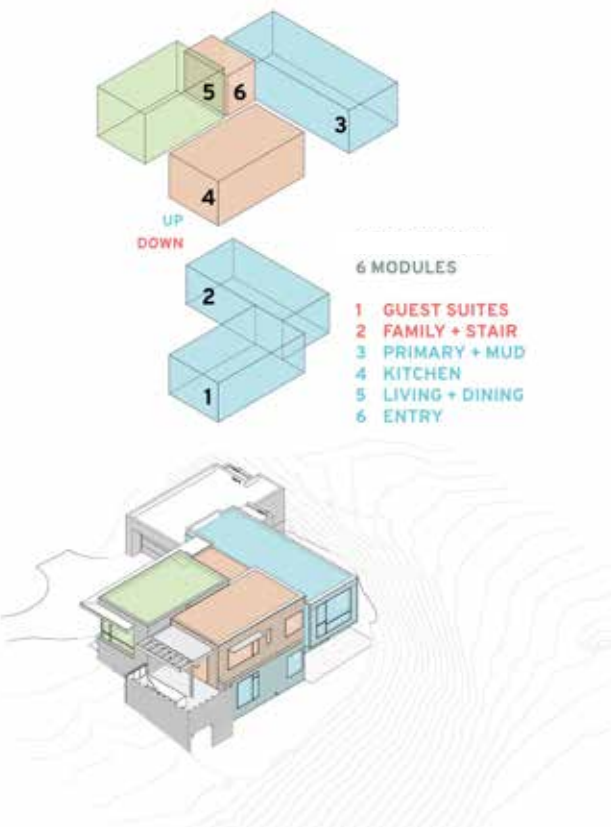 5
6
3
4
UP
DOWN
2
1
6 MODULES
1 GUEST SUITES
2 FAMILY + STAIR
3 PRIMARY + MUD
4 KITCHEN
5 LIVING + DINING
6 ENTRY